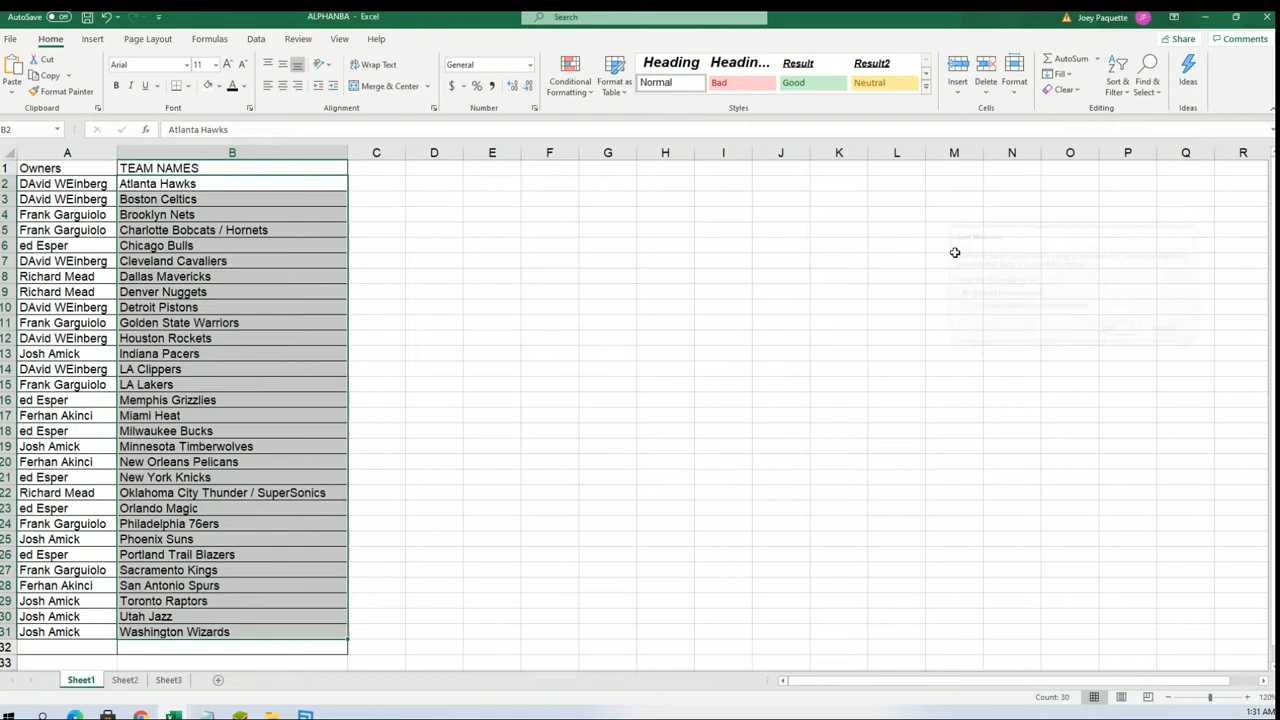 AutoSave Off ALPHANBA - Excel Search Joey Paquette JP
File Home Insert Page Layout Formulas Data Review View Help Share Comments
Paste Cut Copy Format Painter Clipboard
Arial 11 Font
Wrap Text Merge & Center Alignment
General Number
Conditional Formatting Format as Table
Heading Headin... Result Result2
Normal Bad Good Neutral
Styles
Insert Delete Format Cells
AutoSum Fill Clear Sort & Filter Find & Select Editing
Ideas Ideas
B2 fx Atlanta Hawks
A B C D E F G H I J K L M N O P Q R
1 Owners TEAM NAMES
2 DAvid WEinberg Atlanta Hawks
3 DAvid WEinberg Boston Celtics
4 Frank Garguiolo Brooklyn Nets
5 Frank Garguiolo Charlotte Bobcats / Hornets
6 ed Esper Chicago Bulls
7 DAvid WEinberg Cleveland Cavaliers
8 Richard Mead Dallas Mavericks
9 Richard Mead Denver Nuggets
10 DAvid WEinberg Detroit Pistons
11 Frank Garguiolo Golden State Warriors
12 DAvid WEinberg Houston Rockets
13 Josh Amick Indiana Pacers
14 DAvid WEinberg LA Clippers
15 Frank Garguiolo LA Lakers
16 ed Esper Memphis Grizzlies
17 Ferhan Akinci Miami Heat
18 ed Esper Milwaukee Bucks
19 Josh Amick Minnesota Timberwolves
20 Ferhan Akinci New Orleans Pelicans
21 ed Esper New York Knicks
22 Richard Mead Oklahoma City Thunder / SuperSonics
23 ed Esper Orlando Magic
24 Frank Garguiolo Philadelphia 76ers
25 Josh Amick Phoenix Suns
26 ed Esper Portland Trail Blazers
27 Frank Garguiolo Sacramento Kings
28 Ferhan Akinci San Antonio Spurs
29 Josh Amick Toronto Raptors
30 Josh Amick Utah Jazz
31 Josh Amick Washington Wizards
32
33
Sheet1 Sheet2 Sheet3
Count: 30 120%
1:31 AM